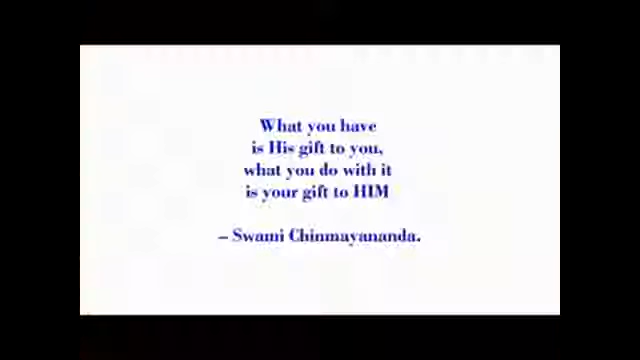 What you have
is His gift to you,
what you do with it
is your gift to HIM
– Swami Chinmayananda.